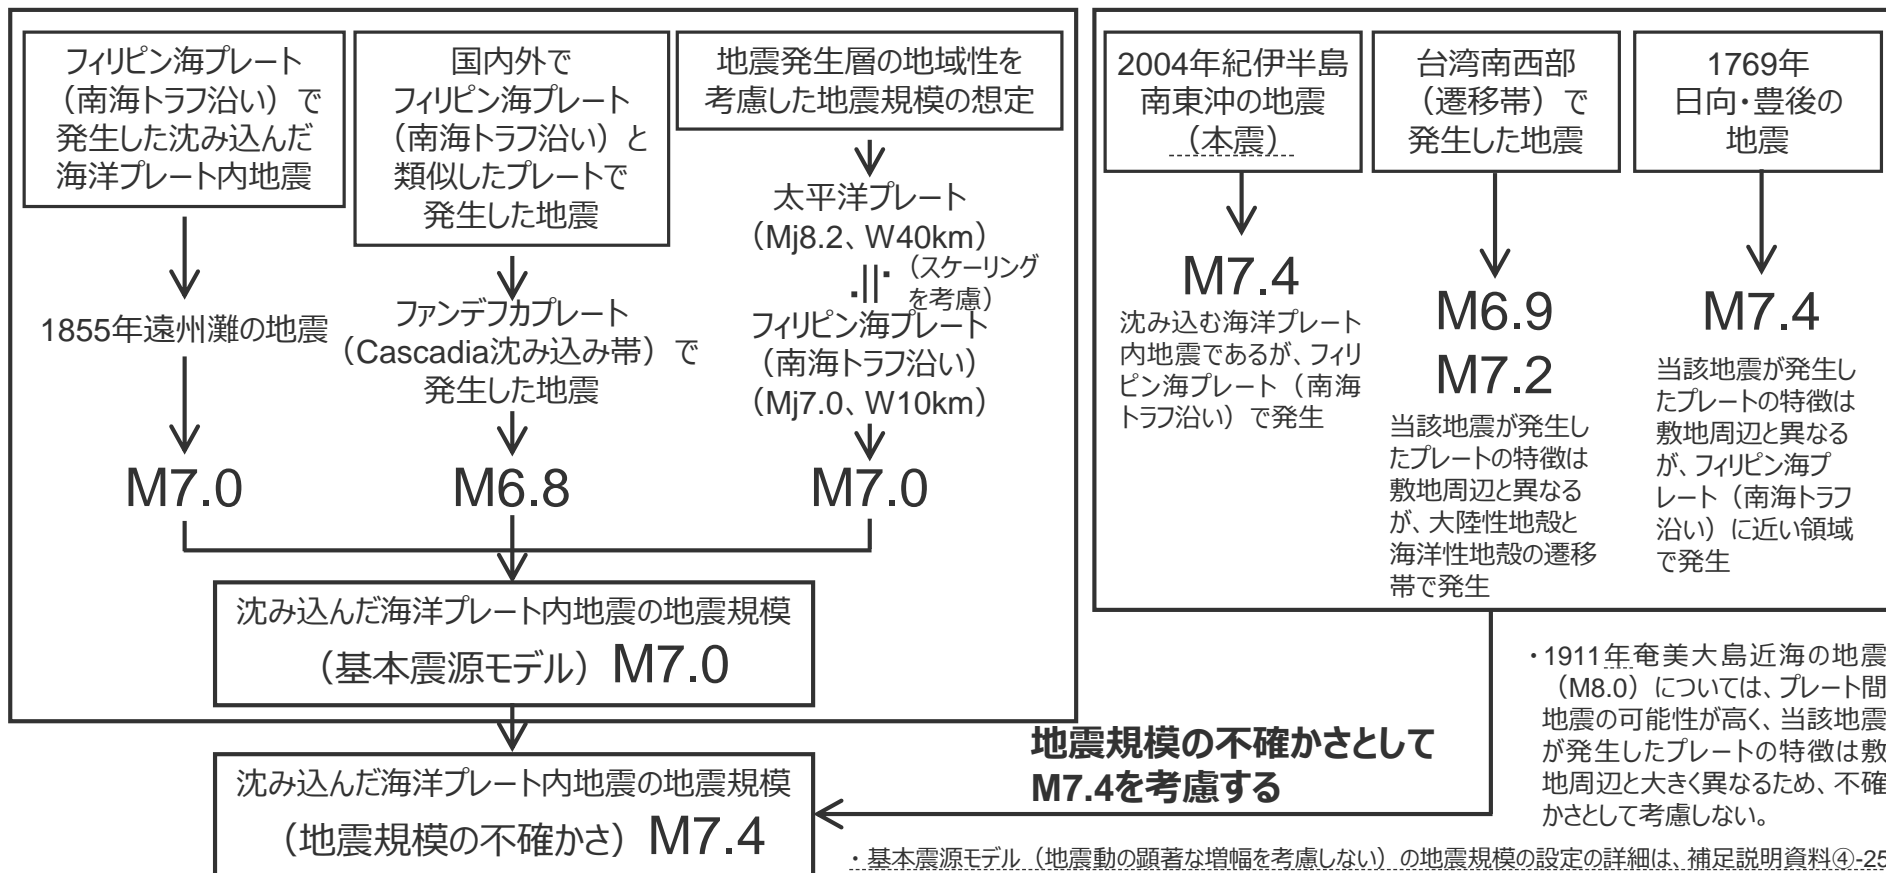 フィリピン海プレート
（南海トラフ沿い）で
発生した沈み込んだ
海洋プレート内地震
1855年遠州灘の地震
M7.0
国内外で
フィリピン海プレート
（南海トラフ沿い）と
類似したプレートで
発生した地震
ファンデフカプレート
（Cascadia沈み込み帯）で
発生した地震
M6.8
地震発生層の地域性を
考慮した地震規模の想定
太平洋プレート
（Mj8.2、W40km）
（スケーリング
を考慮）
フィリピン海プレート
（南海トラフ沿い）
（Mj7.0、W10km）
M7.0
沈み込んだ海洋プレート内地震の地震規模
（基本震源モデル）M7.0
沈み込んだ海洋プレート内地震の地震規模
（地震規模の不確かさ）M7.4
2004年紀伊半島
南東沖の地震
（本震）
M7.4
沈み込む海洋プレート
内地震であるが、フィリ
ピン海プレート（南海
トラフ沿い）で発生
台湾南西部
（遷移帯）で
発生した地震
M6.9
M7.2
当該地震が発生し
たプレートの特徴は
敷地周辺と異なる
が、大陸性地殻と
海洋性地殻の遷移
帯で発生
1769年
日向・豊後の
地震
M7.4
当該地震が発生し
たプレートの特徴は
敷地周辺と異なる
が、フィリピン海プ
レート（南海トラフ
沿い）に近い領域
で発生
地震規模の不確かさとして
M7.4を考慮する
・1911年奄美大島近海の地震
（M8.0）については、プレート間
地震の可能性が高く、当該地震
が発生したプレートの特徴は敷
地周辺と大きく異なるため、不確
かさとして考慮しない。
・基本震源モデル（地震動の顕著な増幅を考慮しない）の地震規模の設定の詳細は、補足説明資料④-25